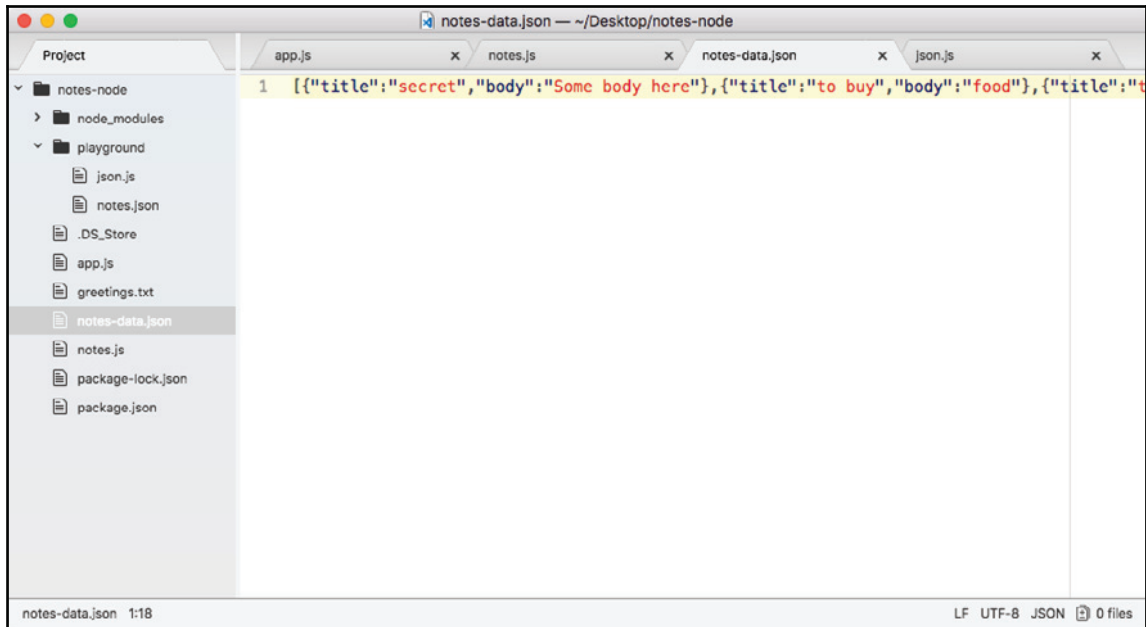 notes-data.json — ~/Desktop/notes-node
Project
app.js
notes.js
notes-data.json
json.js
notes-node
node_modules
playground
json.js
notes.json
.DS_Store
app.js
greetings.txt
notes-data.json
notes.js
package-lock.json
package.json
1 [{"title":"secret","body":"Some body here"},{"title":"to buy","body":"food"},{"title":"t
notes-data.json 1:18
LF UTF-8 JSON 0 files